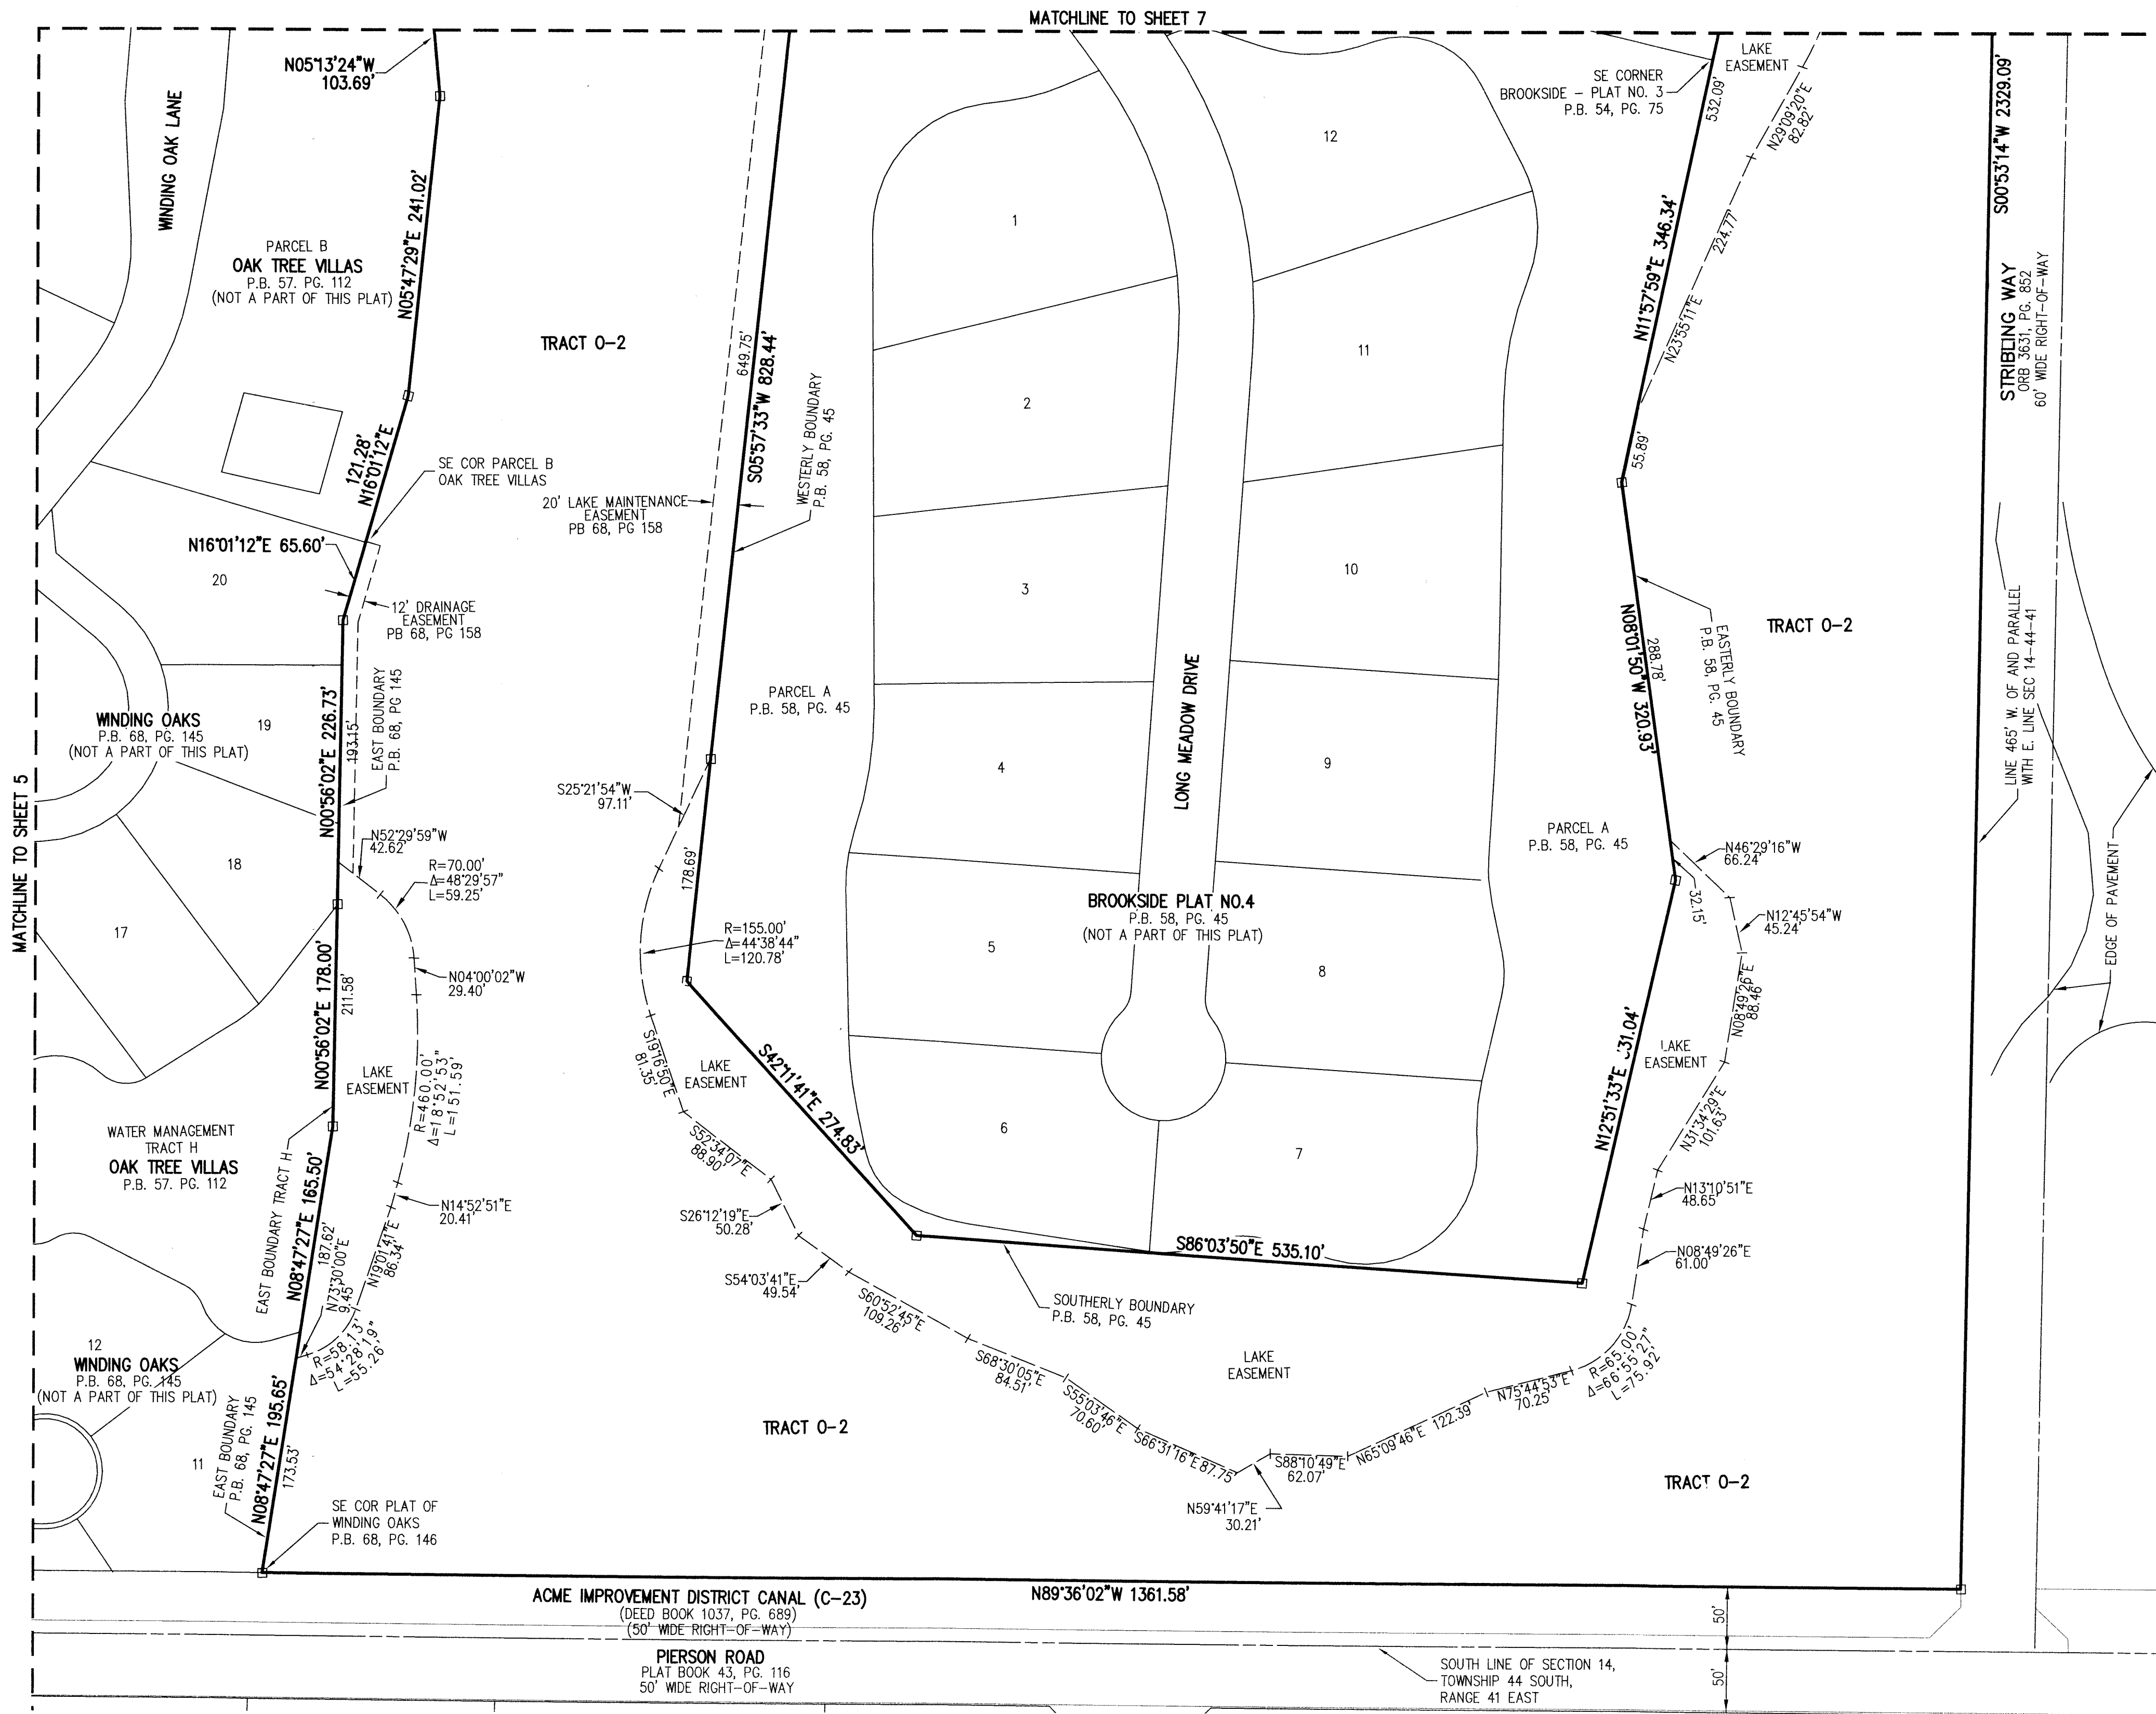 MATCHLINE TO SHEET 7
MATCHLINE TO SHEET 5
N05°13'24"W
103.69'
WINDING OAK LANE
PARCEL B
OAK TREE VILLAS
P.B. 57. PG. 112
(NOT A PART OF THIS PLAT)
N05°47'29"E 241.02'
TRACT O-2
121.28'
N16°01'12"E
SE COR PARCEL B
OAK TREE VILLAS
N16°01'12"E 65.60'
20
12' DRAINAGE
EASEMENT
PB 68, PG 158
20' LAKE MAINTENANCE
EASEMENT
PB 68, PG 158
649.75'
S05°57'33"W 828.44'
WESTERLY BOUNDARY
P.B. 58, PG. 45
WINDING OAKS
P.B. 68, PG. 145
(NOT A PART OF THIS PLAT)
19
N00°56'02"E 226.73'
193.15'
EAST BOUNDARY
P.B. 68, PG 145
18
17
N52°29'59"W
42.62'
R=70.00'
Δ=48°29'57"
L=59.25'
N04°00'02"W
29.40'
N00°56'02"E 178.00'
211.58'
LAKE
EASEMENT
R=460.00'
Δ=18°52'53"
L=151.59'
WATER MANAGEMENT
TRACT H
OAK TREE VILLAS
P.B. 57. PG. 112
EAST BOUNDARY TRACT H
N08°47'27"E 165.50'
187.62'
N73°30'00"E
9.45'
N19°01'41"E
86.34'
N14°52'51"E
20.41'
R=58.13'
Δ=54°28'19"
L=55.26'
12
WINDING OAKS
P.B. 68, PG. 145
(NOT A PART OF THIS PLAT)
11
EAST BOUNDARY
P.B. 68, PG. 145
N08°47'27"E 195.65'
173.53'
SE COR PLAT OF
WINDING OAKS
P.B. 68, PG. 146
S25°21'54"W
97.11'
178.69'
R=155.00'
Δ=44°38'44"
L=120.78'
S19°16'50"E
81.35'
LAKE
EASEMENT
S42°11'41"E 274.83'
S52°34'07"E
88.90'
S26°12'19"E
50.28'
S54°03'41"E
49.54'
S60°52'45"E
109.26'
S68°30'05"E
84.51'
S55°03'46"E
70.60'
S66°31'16"E 87.75'
N59°41'17"E
30.21'
S88°10'49"E
62.07'
N65°09'46"E 122.39'
N75°44'53"E
70.25'
R=65.00'
Δ=66°55'27"
L=75.92'
TRACT O-2
PARCEL A
P.B. 58, PG. 45
1
2
3
4
5
6
7
8
9
10
11
12
LONG MEADOW DRIVE
BROOKSIDE PLAT NO.4
P.B. 58, PG. 45
(NOT A PART OF THIS PLAT)
S86°03'50"E 535.10'
SOUTHERLY BOUNDARY
P.B. 58, PG. 45
LAKE
EASEMENT
SE CORNER
BROOKSIDE - PLAT NO. 3
P.B. 54, PG. 75
532.09'
LAKE
EASEMENT
N29°09'20"E
82.82'
N11°57'59"E 346.34'
224.77'
N23°55'11"E
55.89'
N08°01'50"W 320.93'
288.78'
EASTERLY BOUNDARY
P.B. 58, PG. 45
TRACT O-2
PARCEL A
P.B. 58, PG. 45
N46°29'16"W
66.24'
32.15'
N12°45'54"W
45.24'
N08°49'26"E
88.46'
N12°51'33"E 31.04'
LAKE
EASEMENT
N31°34'29"E
101.63'
N13°10'51"E
48.65'
N08°49'26"E
61.00'
TRACT O-2
S00°53'14"W 2329.09'
STRIBLING WAY
ORB 3631, PG. 852
60' WIDE RIGHT-OF-WAY
LINE 465' W. OF AND PARALLEL
WITH E. LINE SEC 14-44-41
EDGE OF PAVEMENT
ACME IMPROVEMENT DISTRICT CANAL (C-23)
(DEED BOOK 1037, PG. 689)
(50' WIDE RIGHT-OF-WAY)
N89°36'02"W 1361.58'
50'
50'
PIERSON ROAD
PLAT BOOK 43, PG. 116
50' WIDE RIGHT-OF-WAY
SOUTH LINE OF SECTION 14,
TOWNSHIP 44 SOUTH,
RANGE 41 EAST